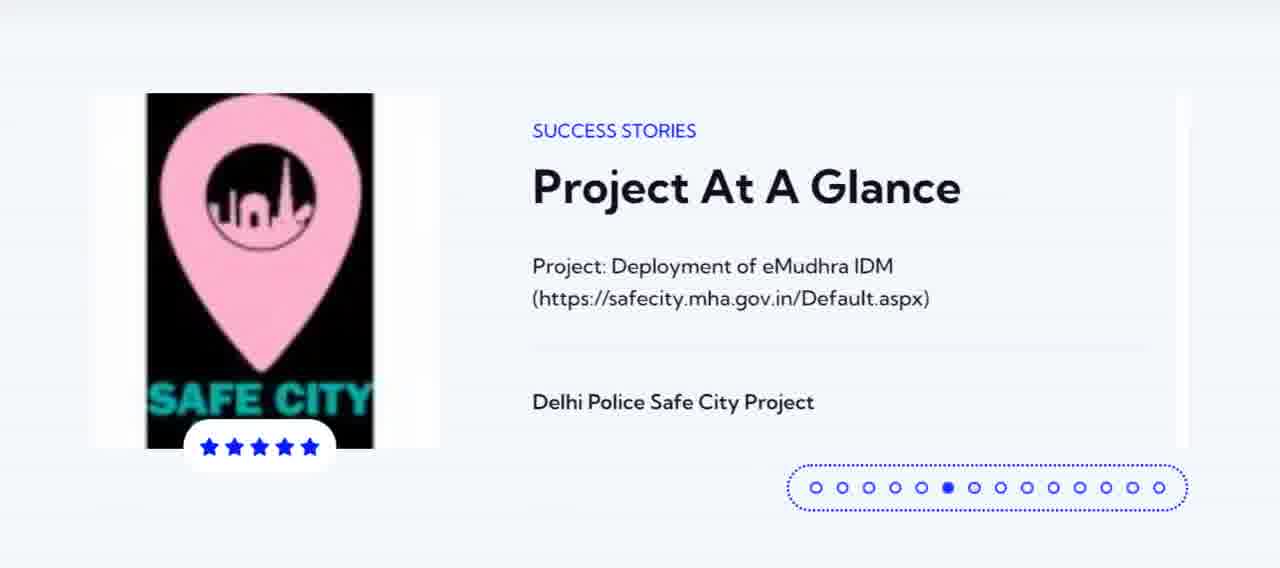 SUCCESS STORIES
Project At A Glance
Project: Deployment of eMudhra IDM
(https://safecity.mha.gov.in/Default.aspx)
Delhi Police Safe City Project
SAFE CITY